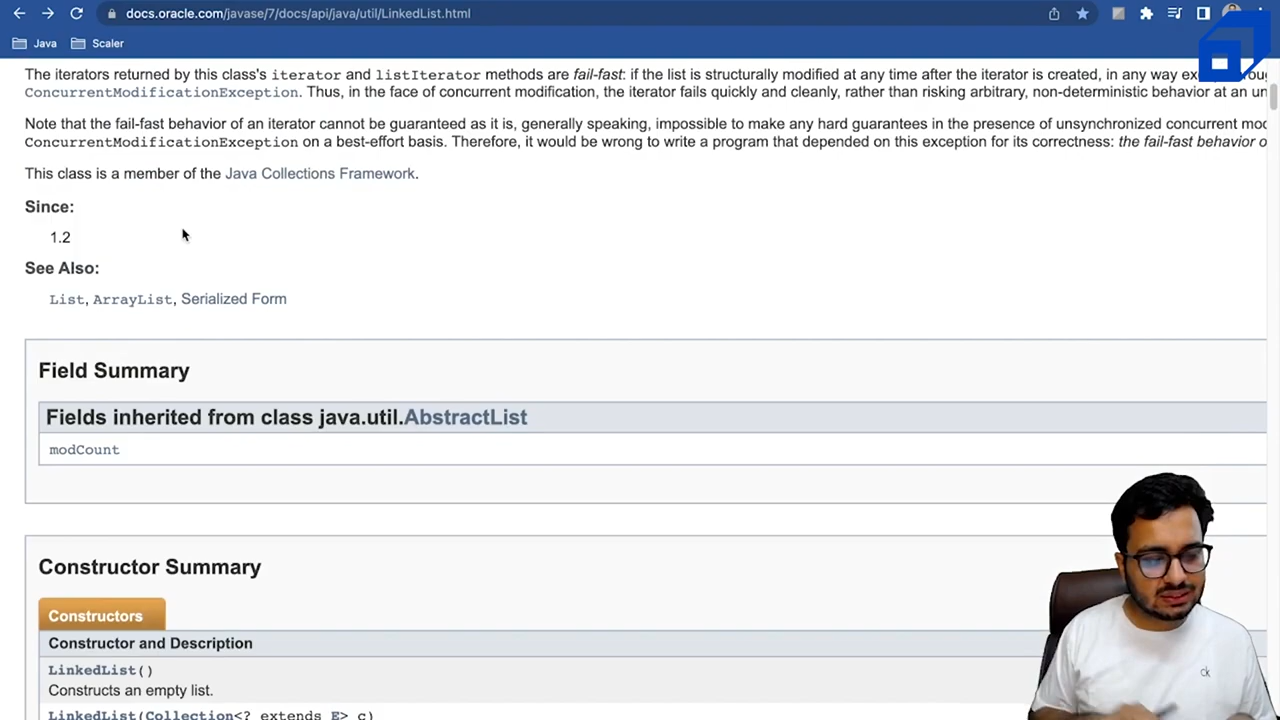 docs.oracle.com/javase/7/docs/api/java/util/LinkedList.html
Java Scaler
The iterators returned by this class's iterator and listIterator methods are fail-fast: if the list is structurally modified at any time after the iterator is created, in any way
ConcurrentModificationException. Thus, in the face of concurrent modification, the iterator fails quickly and cleanly, rather than risking arbitrary, non-deterministic behavior at an
Note that the fail-fast behavior of an iterator cannot be guaranteed as it is, generally speaking, impossible to make any hard guarantees in the presence of unsynchronized concurrent
ConcurrentModificationException on a best-effort basis. Therefore, it would be wrong to write a program that depended on this exception for its correctness: the fail-fast behavior
This class is a member of the Java Collections Framework.
Since:
1.2
See Also:
List, ArrayList, Serialized Form
Field Summary
Fields inherited from class java.util.AbstractList
modCount
Constructor Summary
Constructors
Constructor and Description
LinkedList()
Constructs an empty list.
LinkedList(Collection<? extends E> c)
ck